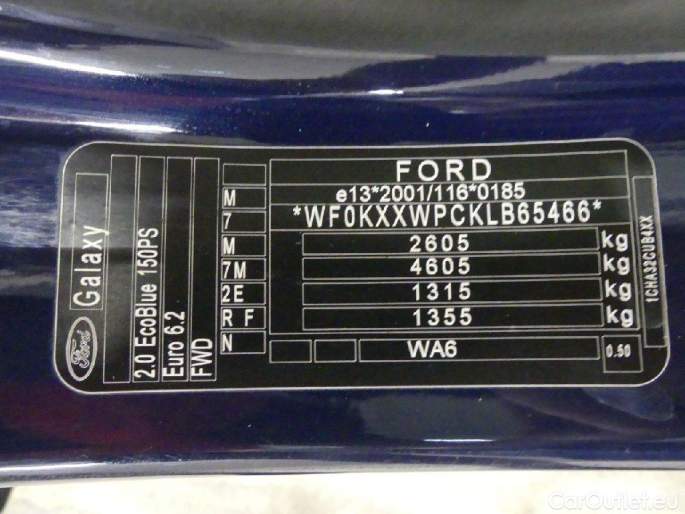 FORD
e13*2001/116*0185
*WF0KXXWPCKLB65466*
2605 kg
4605 kg
1315 kg
1355 kg
WA6
0.50
M
7
M
7M
2E
R F
N
Ford
Galaxy
2.0 EcoBlue 150PS
Euro 6.2
FWD
1CHA32CUB4XX
CarOutlet.eu